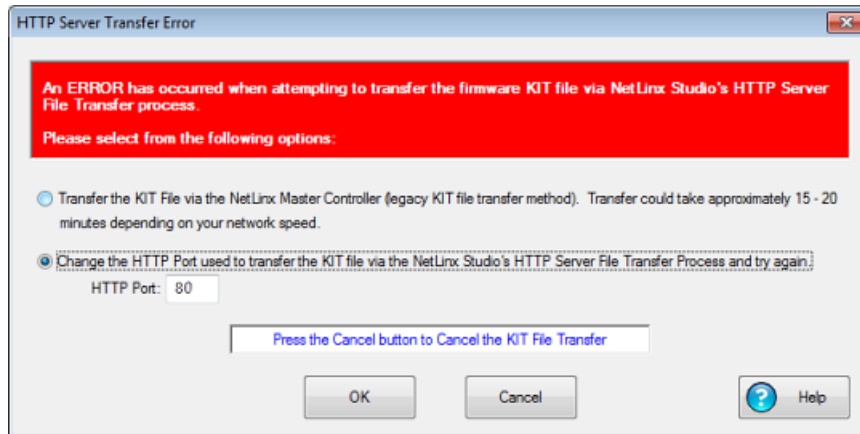 HTTP Server Transfer Error
An ERROR has occurred when attempting to transfer the firmware KIT file via NetLinx Studio's HTTP Server
File Transfer process.
Please select from the following options:
Transfer the KIT File via the NetLinx Master Controller (legacy KIT file transfer method). Transfer could take approximately 15 - 20
minutes depending on your network speed.
Change the HTTP Port used to transfer the KIT file via the NetLinx Studio's HTTP Server File Transfer Process and try again.
HTTP Port: 80
Press the Cancel button to Cancel the KIT File Transfer
OK Cancel ? Help